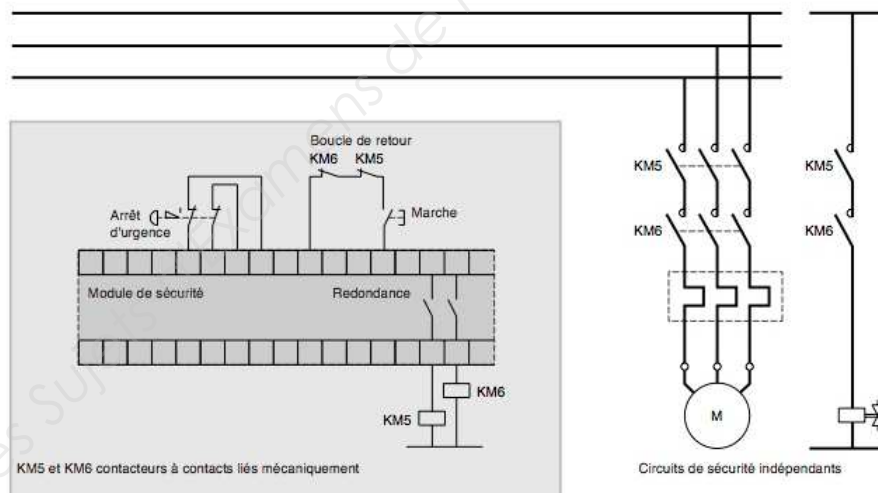 Boucle de retour
KM6 KM5
Arrêt d'urgence
Marche
Module de sécurité
Redondance
KM6
KM5
KM5 et KM6 contacteurs à contacts liés mécaniquement
KM5
KM6
M
KM5
KM6
Circuits de sécurité indépendants